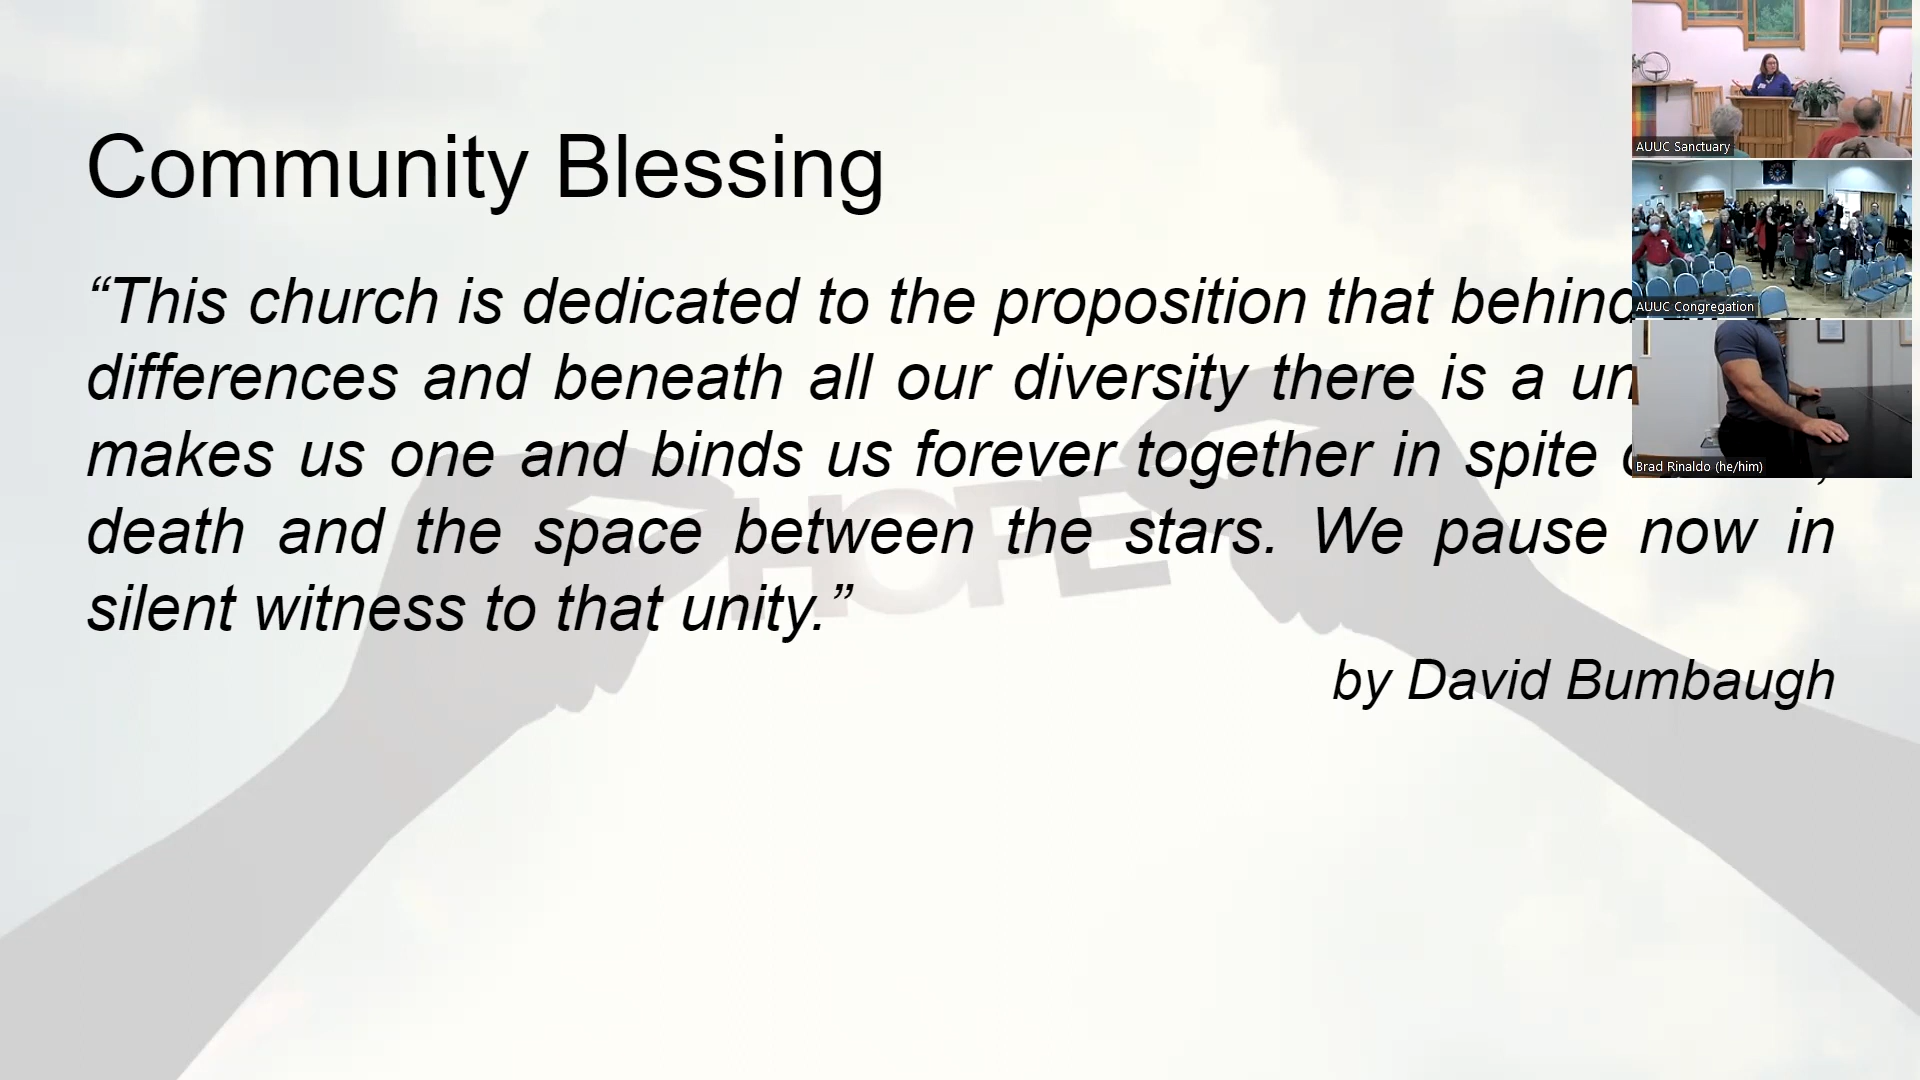 Community Blessing
“This church is dedicated to the proposition that behind
differences and beneath all our diversity there is a
makes us one and binds us forever together in spite
death and the space between the stars. We pause now in
silent witness to that unity.”
by David Bumbaugh
HOPE
AUUC Sanctuary
AUUC Congregation
Brad Rinaldo (he/him)